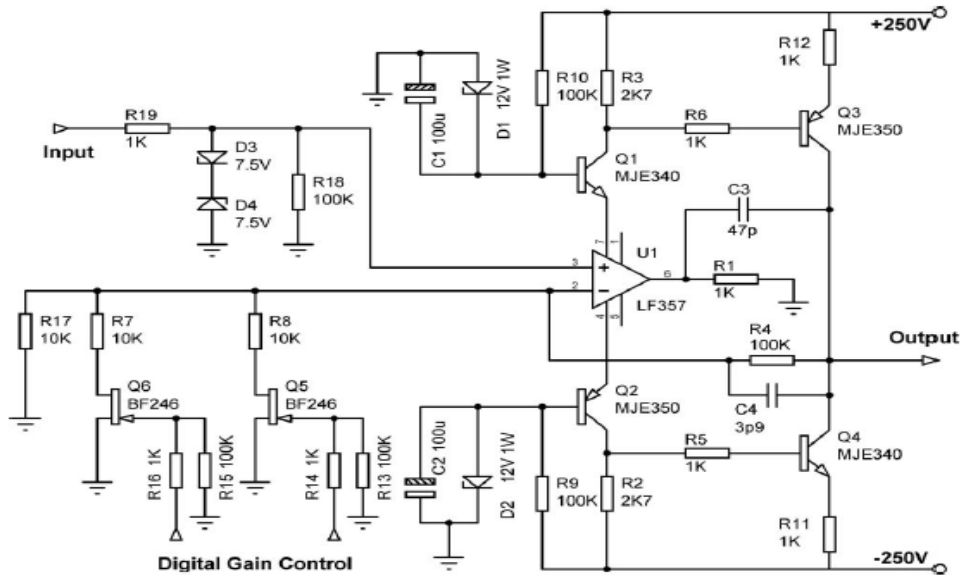 +250V
R12
1K
R10
100K
R3
2K7
12V 1W
D1
C1 100u
R19
1K
Input
D3
7.5V
D4
7.5V
R18
100K
R6
1K
Q3
MJE350
Q1
MJE340
C3
47p
7
1
U1
3
+
2
−
6
LF357
4
5
R1
1K
R17
10K
R7
10K
R8
10K
R4
100K
Output
Q6
BF246
Q5
BF246
Q2
MJE350
C4
3p9
Q4
MJE340
R16 1K
R15 100K
R14 1K
R13 100K
C2 100u
12V 1W
D2
R9
100K
R2
2K7
R5
1K
R11
1K
Digital Gain Control
-250V